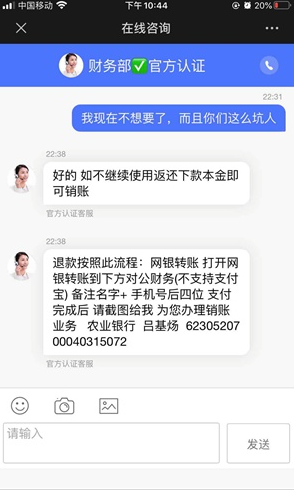 中国移动
下午10:44
20%
在线咨询
财务部✅官方认证
22:31
我现在不想要了，而且你们这么坑人
22:38
好的 如不继续使用返还下款本金即
可销账
官方认证客服
22:38
退款按照此流程：网银转账 打开网
银转账到下方对公财务(不支持支付
宝) 备注名字+ 手机号后四位 支付
完成后 请截图给我 为您办理销账
业务 农业银行 吕基炀 62305207
00040315072
官方认证客服
请输入
发送